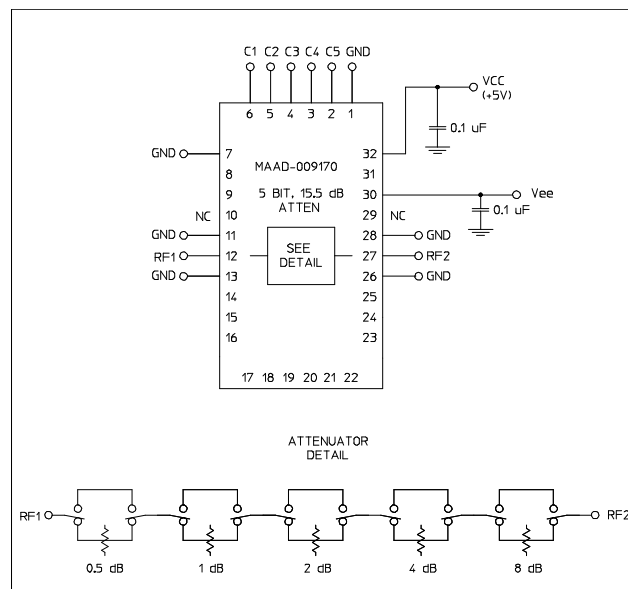 C1 C2 C3 C4 C5 GND
6 5 4 3 2 1
VCC
(+5V)
0.1 uF
GND 7 MAAD-009170 32
8 31
9 5 BIT, 15.5 dB 30 Vee
ATTEN
0.1 uF
NC 10 29 NC
GND 11 28 GND
RF1 12 SEE DETAIL 27 RF2
GND 13 26 GND
14 25
15 24
16 23
17 18 19 20 21 22
ATTENUATOR
DETAIL
RF1 RF2
0.5 dB 1 dB 2 dB 4 dB 8 dB